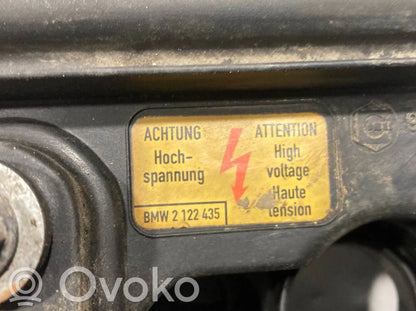 ACHTUNG
Hoch-
spannung
BMW 2 122 435
ATTENTION
High
voltage
Haute
tension
Ovoko